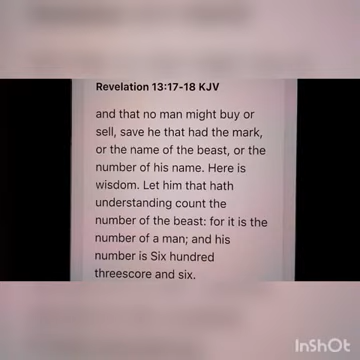 Revelation 13:17-18 KJV
and that no man might buy or
sell, save he that had the mark,
or the name of the beast, or the
number of his name. Here is
wisdom. Let him that hath
understanding count the
number of the beast: for it is the
number of a man; and his
number is Six hundred
threescore and six.
InShOt